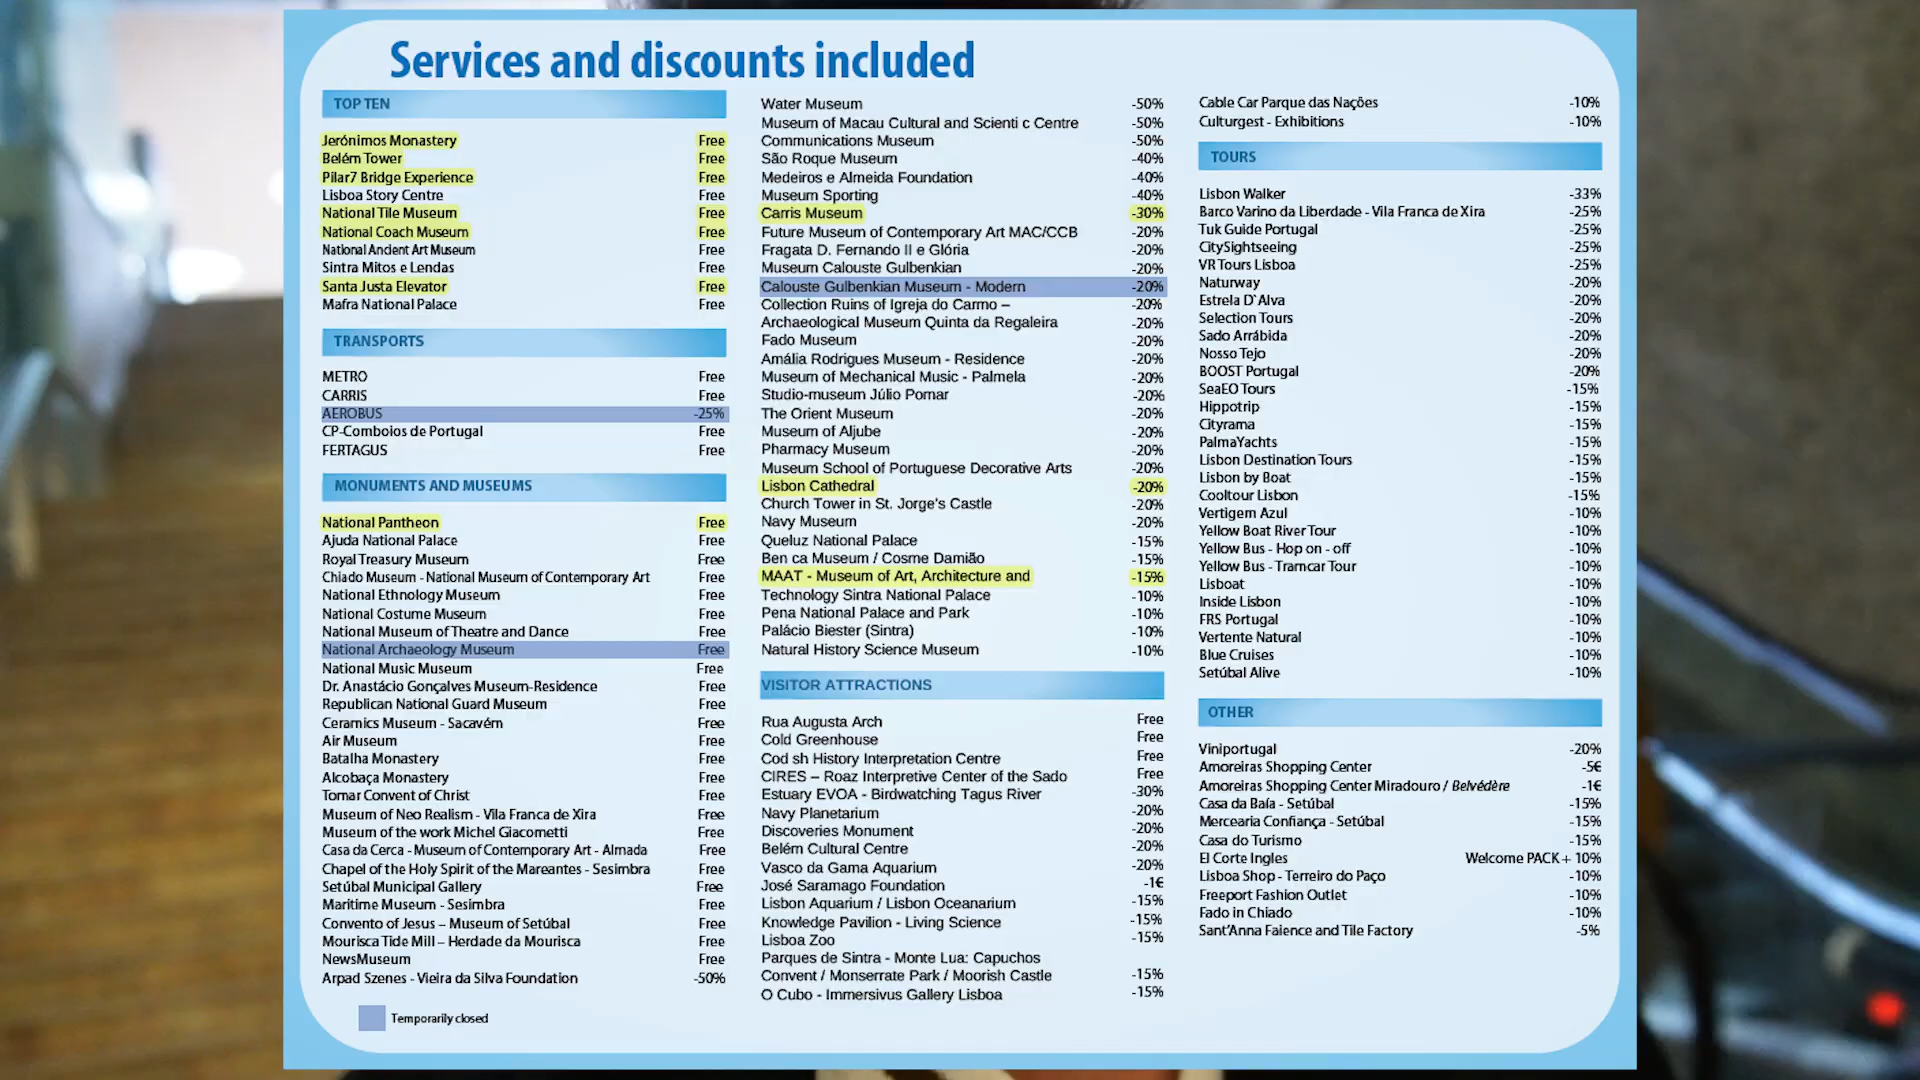 Services and discounts included
TOP TEN
Jerónimos Monastery Free
Belém Tower Free
Pilar7 Bridge Experience Free
Lisboa Story Centre Free
National Tile Museum Free
National Coach Museum Free
National Ancient Art Museum Free
Sintra Mitos e Lendas Free
Santa Justa Elevator Free
Mafra National Palace Free
TRANSPORTS
METRO Free
CARRIS Free
AEROBUS -25%
CP-Comboios de Portugal Free
FERTAGUS Free
MONUMENTS AND MUSEUMS
National Pantheon Free
Ajuda National Palace Free
Royal Treasury Museum Free
Chiado Museum - National Museum of Contemporary Art Free
National Ethnology Museum Free
National Costume Museum Free
National Museum of Theatre and Dance Free
National Archaeology Museum Free
National Music Museum Free
Dr. Anastácio Gonçalves Museum-Residence Free
Republican National Guard Museum Free
Ceramics Museum - Sacavém Free
Air Museum Free
Batalha Monastery Free
Alcobaça Monastery Free
Tomar Convent of Christ Free
Museum of Neo Realism - Vila Franca de Xira Free
Museum of the work Michel Giacometti Free
Casa da Cerca - Museum of Contemporary Art - Almada Free
Chapel of the Holy Spirit of the Mareantes - Sesimbra Free
Setúbal Municipal Gallery Free
Maritime Museum - Sesimbra Free
Convento of Jesus – Museum of Setúbal Free
Mourisca Tide Mill – Herdade da Mourisca Free
NewsMuseum Free
Arpad Szenes - Vieira da Silva Foundation -50%
Temporarily closed
Water Museum -50%
Museum of Macau Cultural and Scienti c Centre -50%
Communications Museum -50%
São Roque Museum -40%
Medeiros e Almeida Foundation -40%
Museum Sporting -40%
Carris Museum -30%
Future Museum of Contemporary Art MAC/CCB -20%
Fragata D. Fernando II e Glória -20%
Museum Calouste Gulbenkian -20%
Calouste Gulbenkian Museum - Modern -20%
Collection Ruins of Igreja do Carmo – -20%
Archaeological Museum Quinta da Regaleira -20%
Fado Museum -20%
Amália Rodrigues Museum - Residence -20%
Museum of Mechanical Music - Palmela -20%
Studio-museum Júlio Pomar -20%
The Orient Museum -20%
Museum of Aljube -20%
Pharmacy Museum -20%
Museum School of Portuguese Decorative Arts -20%
Lisbon Cathedral -20%
Church Tower in St. Jorge's Castle -20%
Navy Museum -20%
Queluz National Palace -15%
Ben ca Museum / Cosme Damião -15%
MAAT - Museum of Art, Architecture and -15%
Technology Sintra National Palace -10%
Pena National Palace and Park -10%
Palácio Biester (Sintra) -10%
Natural History Science Museum -10%
VISITOR ATTRACTIONS
Rua Augusta Arch Free
Cold Greenhouse Free
Cod sh History Interpretation Centre Free
CIRES – Roaz Interpretive Center of the Sado Free
Estuary EVOA - Birdwatching Tagus River -30%
Navy Planetarium -20%
Discoveries Monument -20%
Belém Cultural Centre -20%
Vasco da Gama Aquarium -20%
José Saramago Foundation -1€
Lisbon Aquarium / Lisbon Oceanarium -15%
Knowledge Pavilion - Living Science -15%
Lisboa Zoo -15%
Parques de Sintra - Monte Lua: Capuchos
Convent / Monserrate Park / Moorish Castle -15%
O Cubo - Immersivus Gallery Lisboa -15%
Cable Car Parque das Nações -10%
Culturgest - Exhibitions -10%
TOURS
Lisbon Walker -33%
Barco Varino da Liberdade - Vila Franca de Xira -25%
Tuk Guide Portugal -25%
CitySightseeing -25%
VR Tours Lisboa -25%
Naturway -20%
Estrela D`Alva -20%
Selection Tours -20%
Sado Arrábida -20%
Nosso Tejo -20%
BOOST Portugal -20%
SeaEO Tours -15%
Hippotrip -15%
Cityrama -15%
PalmaYachts -15%
Lisbon Destination Tours -15%
Lisbon by Boat -15%
Cooltour Lisbon -15%
Vertigem Azul -10%
Yellow Boat River Tour -10%
Yellow Bus - Hop on - off -10%
Yellow Bus - Tramcar Tour -10%
Lisboat -10%
Inside Lisbon -10%
FRS Portugal -10%
Vertente Natural -10%
Blue Cruises -10%
Setúbal Alive -10%
OTHER
Viniportugal -20%
Amoreiras Shopping Center -5€
Amoreiras Shopping Center Miradouro / Belvédère -1€
Casa da Baía - Setúbal -15%
Mercearia Confiança - Setúbal -15%
Casa do Turismo -15%
El Corte Ingles Welcome PACK + 10%
Lisboa Shop - Terreiro do Paço -10%
Freeport Fashion Outlet -10%
Fado in Chiado -10%
Sant'Anna Faience and Tile Factory -5%